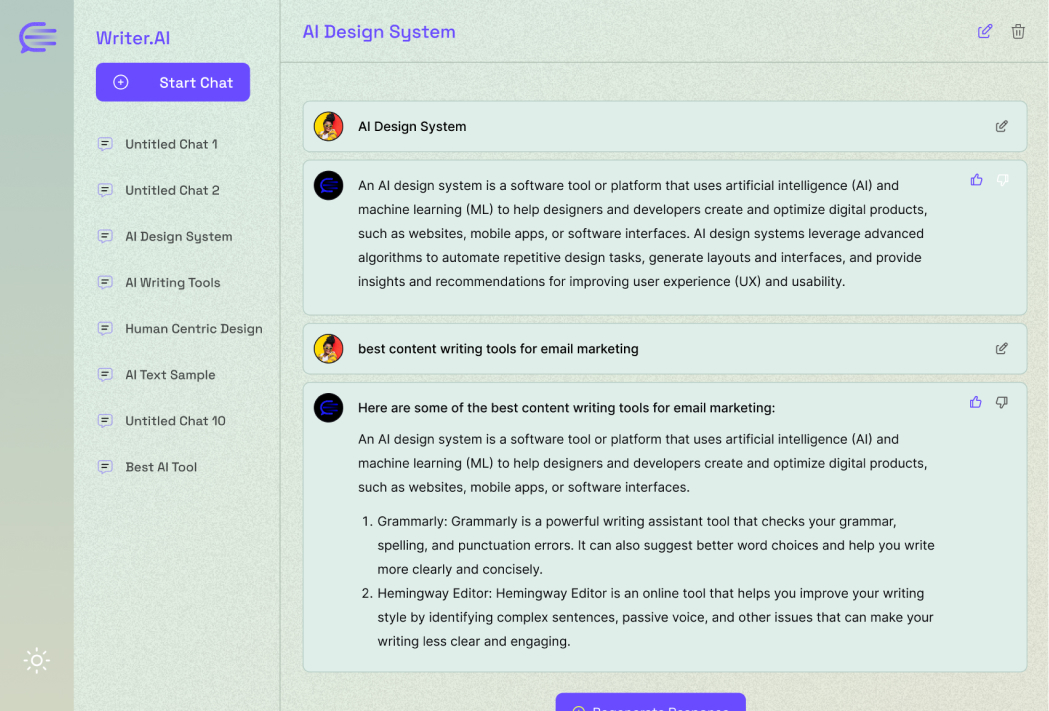 Writer.AI
Start Chat
Untitled Chat 1
Untitled Chat 2
AI Design System
AI Writing Tools
Human Centric Design
AI Text Sample
Untitled Chat 10
Best AI Tool
AI Design System
AI Design System
An AI design system is a software tool or platform that uses artificial intelligence (AI) and
machine learning (ML) to help designers and developers create and optimize digital products,
such as websites, mobile apps, or software interfaces. AI design systems leverage advanced
algorithms to automate repetitive design tasks, generate layouts and interfaces, and provide
insights and recommendations for improving user experience (UX) and usability.
best content writing tools for email marketing
Here are some of the best content writing tools for email marketing:
An AI design system is a software tool or platform that uses artificial intelligence (AI) and
machine learning (ML) to help designers and developers create and optimize digital products,
such as websites, mobile apps, or software interfaces.
1. Grammarly: Grammarly is a powerful writing assistant tool that checks your grammar,
spelling, and punctuation errors. It can also suggest better word choices and help you write
more clearly and concisely.
2. Hemingway Editor: Hemingway Editor is an online tool that helps you improve your writing
style by identifying complex sentences, passive voice, and other issues that can make your
writing less clear and engaging.
Regenerate Response